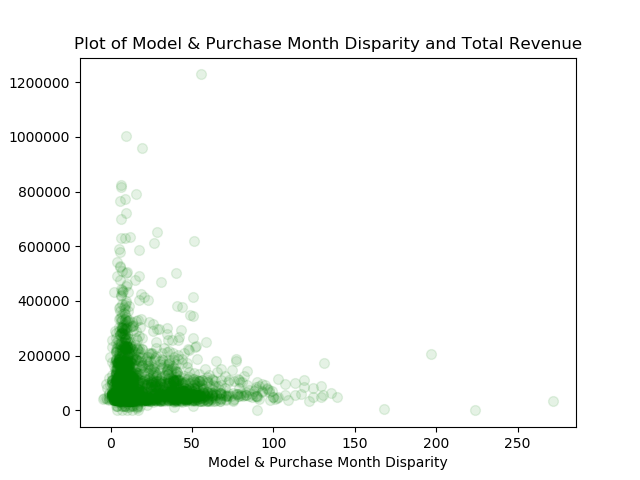 Plot of Model & Purchase Month Disparity and Total Revenue
1200000
1000000
800000
600000
400000
200000
0
0 50 100 150 200 250
Model & Purchase Month Disparity